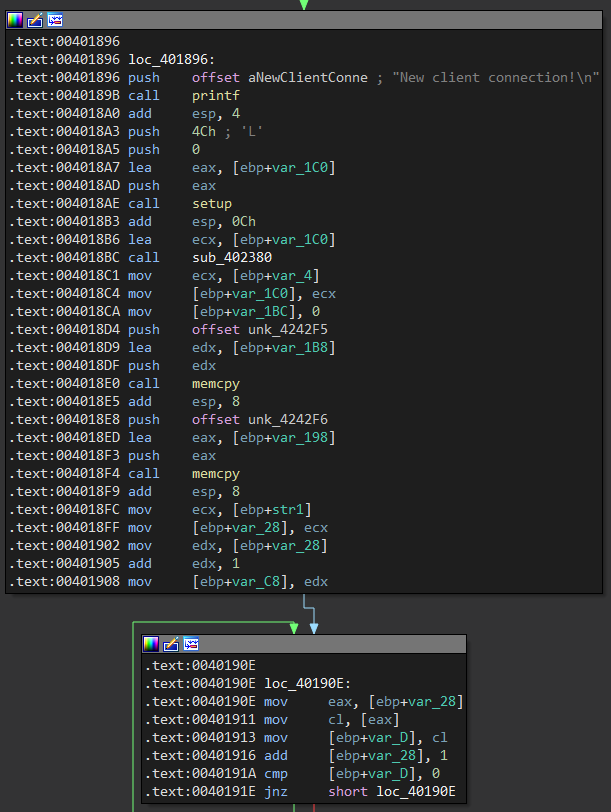 .text:00401896
.text:00401896 loc_401896:
.text:00401896 push    offset aNewClientConne ; "New client connection!\n"
.text:0040189B call    printf
.text:004018A0 add     esp, 4
.text:004018A3 push    4Ch ; 'L'
.text:004018A5 push    0
.text:004018A7 lea     eax, [ebp+var_1C0]
.text:004018AD push    eax
.text:004018AE call    setup
.text:004018B3 add     esp, 0Ch
.text:004018B6 lea     ecx, [ebp+var_1C0]
.text:004018BC call    sub_402380
.text:004018C1 mov     ecx, [ebp+var_4]
.text:004018C4 mov     [ebp+var_1C0], ecx
.text:004018CA mov     [ebp+var_1BC], 0
.text:004018D4 push    offset unk_4242F5
.text:004018D9 lea     edx, [ebp+var_1B8]
.text:004018DF push    edx
.text:004018E0 call    memcpy
.text:004018E5 add     esp, 8
.text:004018E8 push    offset unk_4242F6
.text:004018ED lea     eax, [ebp+var_198]
.text:004018F3 push    eax
.text:004018F4 call    memcpy
.text:004018F9 add     esp, 8
.text:004018FC mov     ecx, [ebp+str1]
.text:004018FF mov     [ebp+var_28], ecx
.text:00401902 mov     edx, [ebp+var_28]
.text:00401905 add     edx, 1
.text:00401908 mov     [ebp+var_C8], edx
.text:0040190E
.text:0040190E loc_40190E:
.text:0040190E mov     eax, [ebp+var_28]
.text:00401911 mov     cl, [eax]
.text:00401913 mov     [ebp+var_D], cl
.text:00401916 add     [ebp+var_28], 1
.text:0040191A cmp     [ebp+var_D], 0
.text:0040191E jnz     short loc_40190E